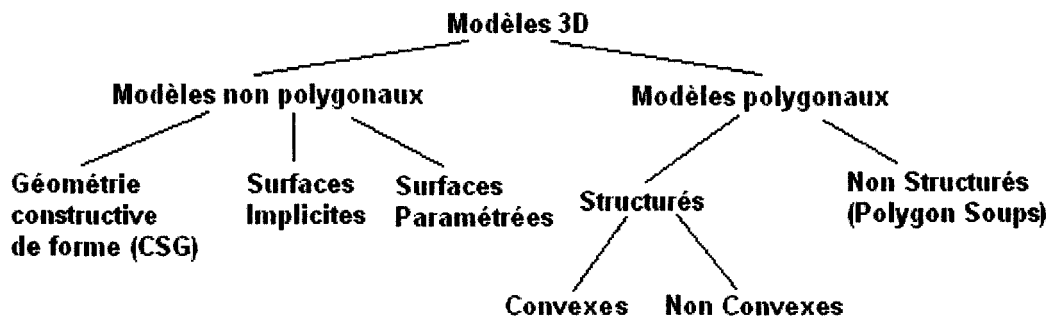 Modèles 3D
Modèles non polygonaux
Modèles polygonaux
Géométrie
constructive
de forme (CSG)
Surfaces
Implicites
Surfaces
Paramétrées
Structurés
Non Structurés
(Polygon Soups)
Convexes
Non Convexes